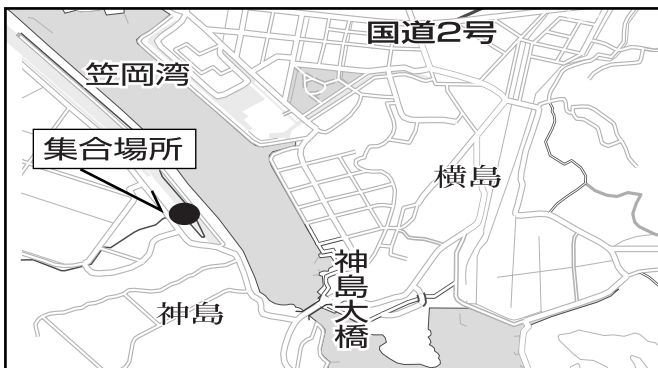 国道2号
笠岡湾
集合場所
横島
神島大橋
神島